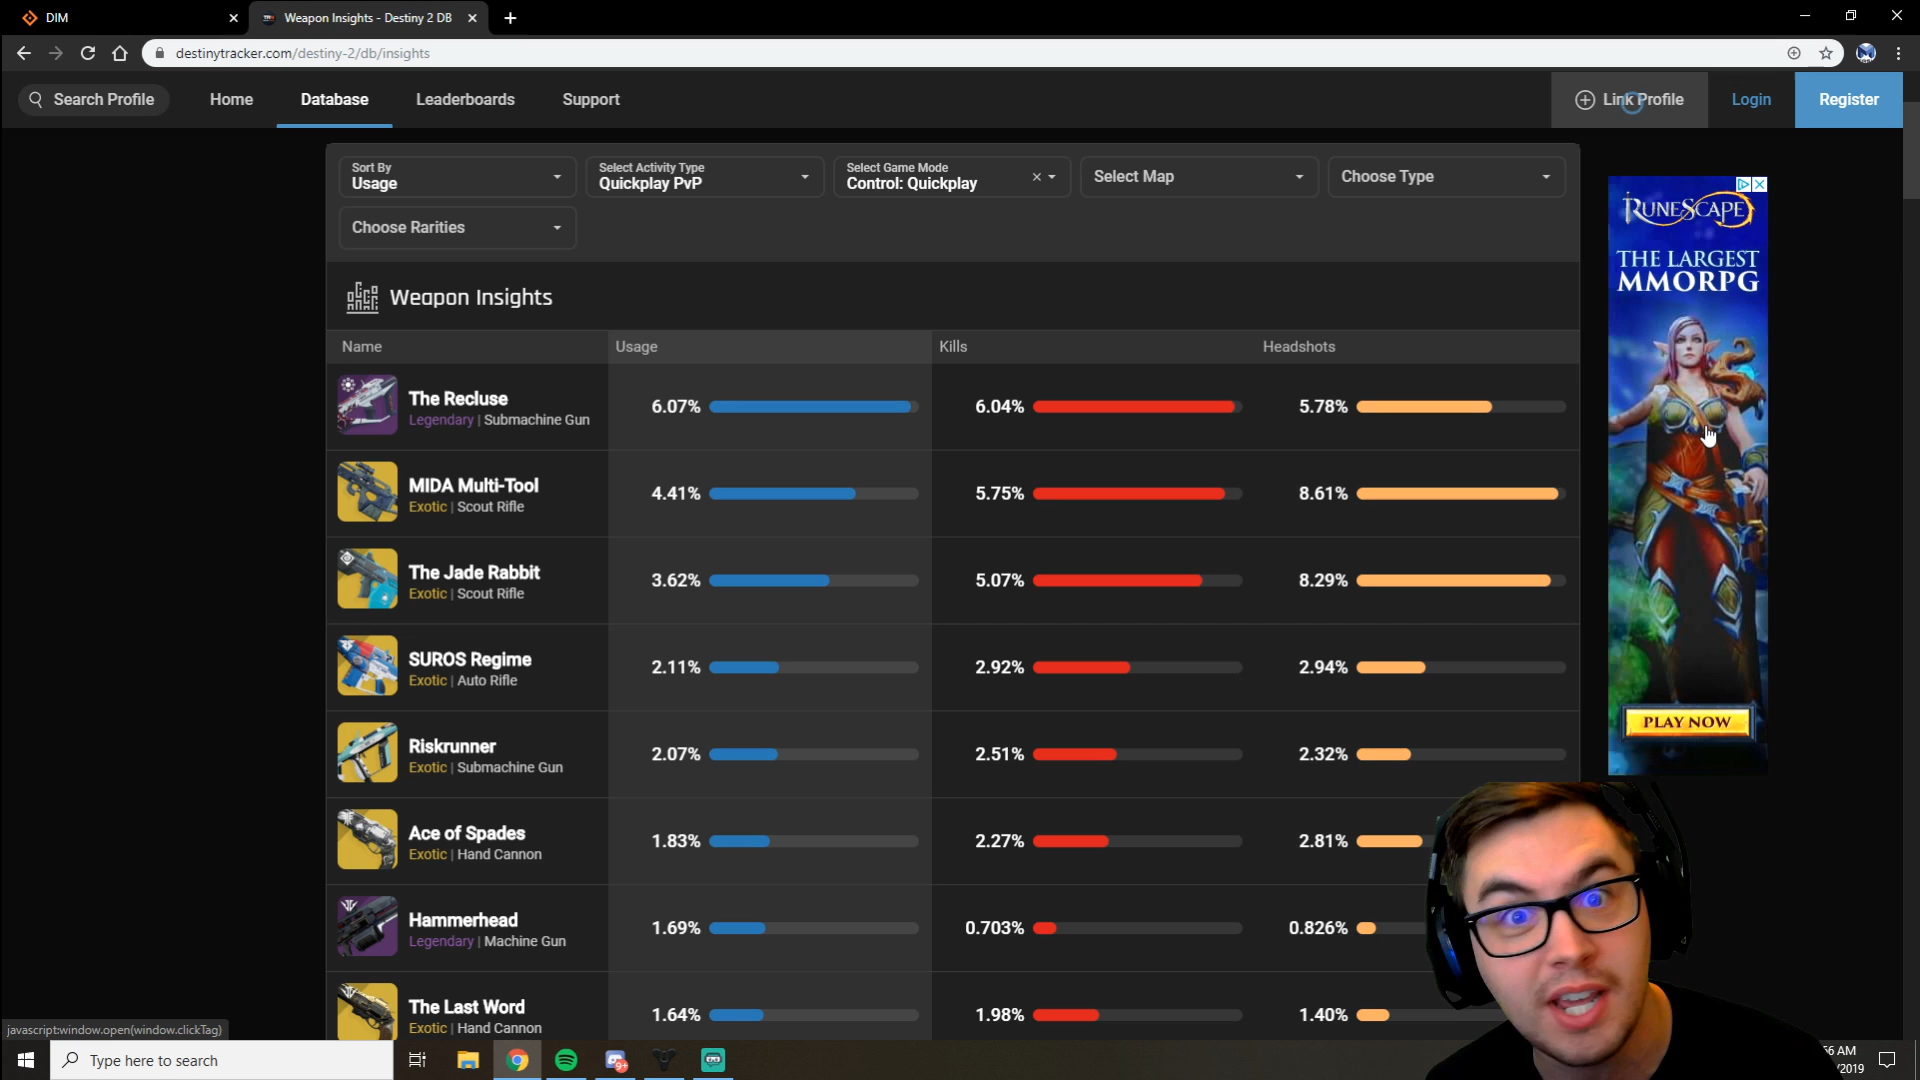 DIM
Weapon Insights - Destiny 2 DB
destinytracker.com/destiny-2/db/insights
Search Profile
Home
Database
Leaderboards
Support
Link Profile
Login
Register
Sort By
Usage
Select Activity Type
Quickplay PvP
Select Game Mode
Control: Quickplay
Select Map
Choose Type
Choose Rarities
RUNESCAPE
THE LARGEST
MMORPG
PLAY NOW
Weapon Insights
Name Usage Kills Headshots
The Recluse
Legendary | Submachine Gun
6.07% 6.04% 5.78%
MIDA Multi-Tool
Exotic | Scout Rifle
4.41% 5.75% 8.61%
The Jade Rabbit
Exotic | Scout Rifle
3.62% 5.07% 8.29%
SUROS Regime
Exotic | Auto Rifle
2.11% 2.92% 2.94%
Riskrunner
Exotic | Submachine Gun
2.07% 2.51% 2.32%
Ace of Spades
Exotic | Hand Cannon
1.83% 2.27% 2.81%
Hammerhead
Legendary | Machine Gun
1.69% 0.703% 0.826%
The Last Word
Exotic | Hand Cannon
1.64% 1.98% 1.40%
javascript:window.open(window.clickTag)
Type here to search
9+
56 AM
/2019